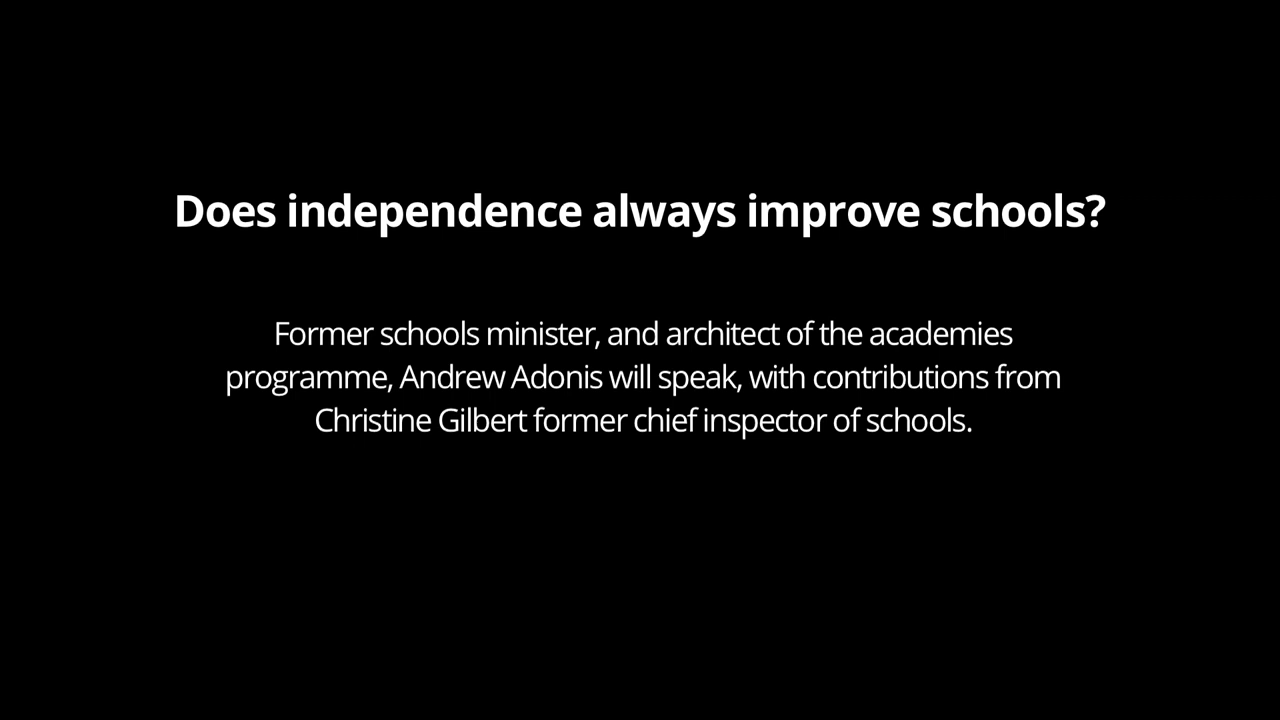 Does independence always improve schools?
Former schools minister, and architect of the academies
programme, Andrew Adonis will speak, with contributions from
Christine Gilbert former chief inspector of schools.